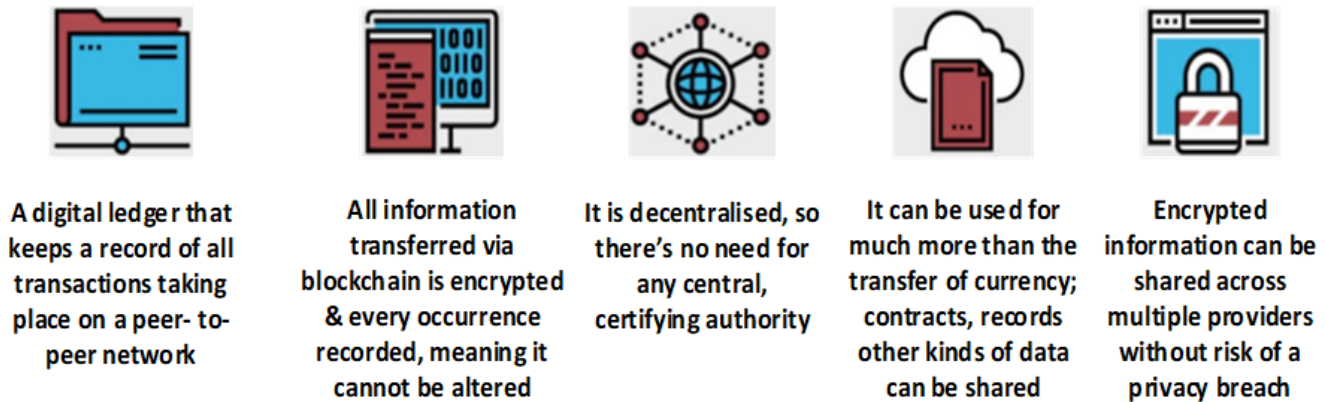 1001
0110
1100
A digital ledger that
keeps a record of all
transactions taking
place on a peer- to-
peer network
All information
transferred via
blockchain is encrypted
& every occurrence
recorded, meaning it
cannot be altered
It is decentralised, so
there's no need for
any central,
certifying authority
It can be used for
much more than the
transfer of currency;
contracts, records
other kinds of data
can be shared
Encrypted
information can be
shared across
multiple providers
without risk of a
privacy breach